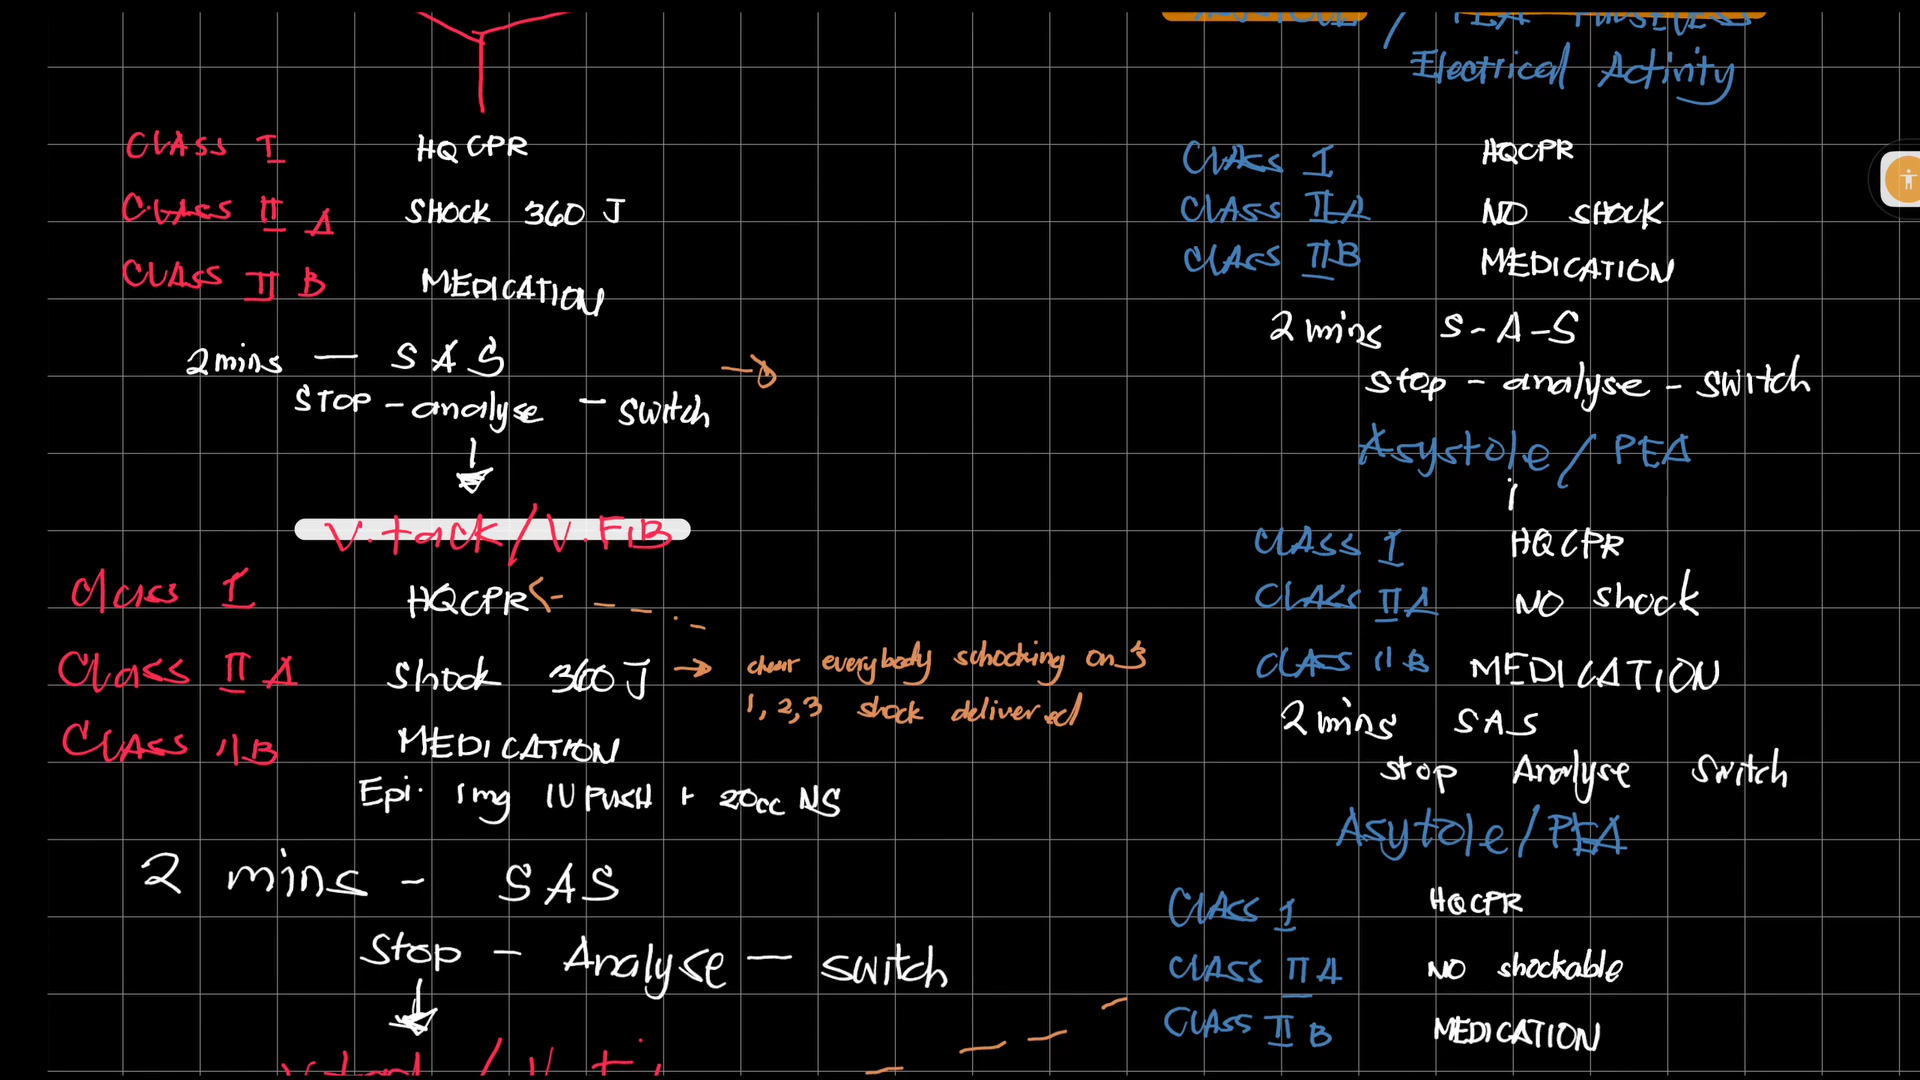 CLASS I HQ CPR
CLASS II A SHOCK 360 J
CLASS II B MEDICATION
2 mins — SAS
STOP - analyse - switch
V.tack / V.FIB
Class I HQCPR
Class II A Shock 360 J → clear everybody schocking on 3
1, 2, 3 shock delivered
CLASS II B MEDICATION
Epi. 1mg IV PUSH + 20cc NS
2 mins - SAS
Stop - Analyse - switch
Electrical Activity
CLASS I HQCPR
CLASS II A NO SHOCK
CLASS II B MEDICATION
2 mins S-A-S
stop - analyse - switch
Asystole / PEA
CLASS I HQCPR
CLASS II A NO shock
CLASS II B MEDICATION
2 mins SAS
stop Analyse Switch
Asytole / PEA
CLASS I HQCPR
CLASS II A NO shockable
CLASS II B MEDICATION